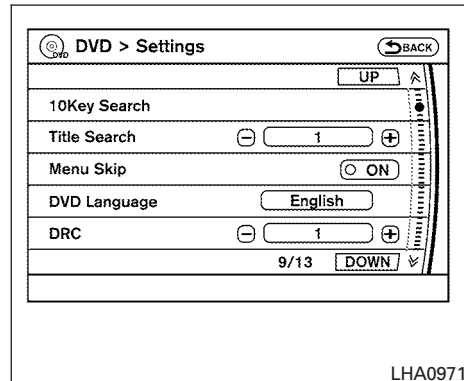 DVD DVD > Settings BACK
UP
10Key Search
Title Search - 1 +
Menu Skip ON
DVD Language English
DRC - 1 +
9/13 DOWN
LHA0971